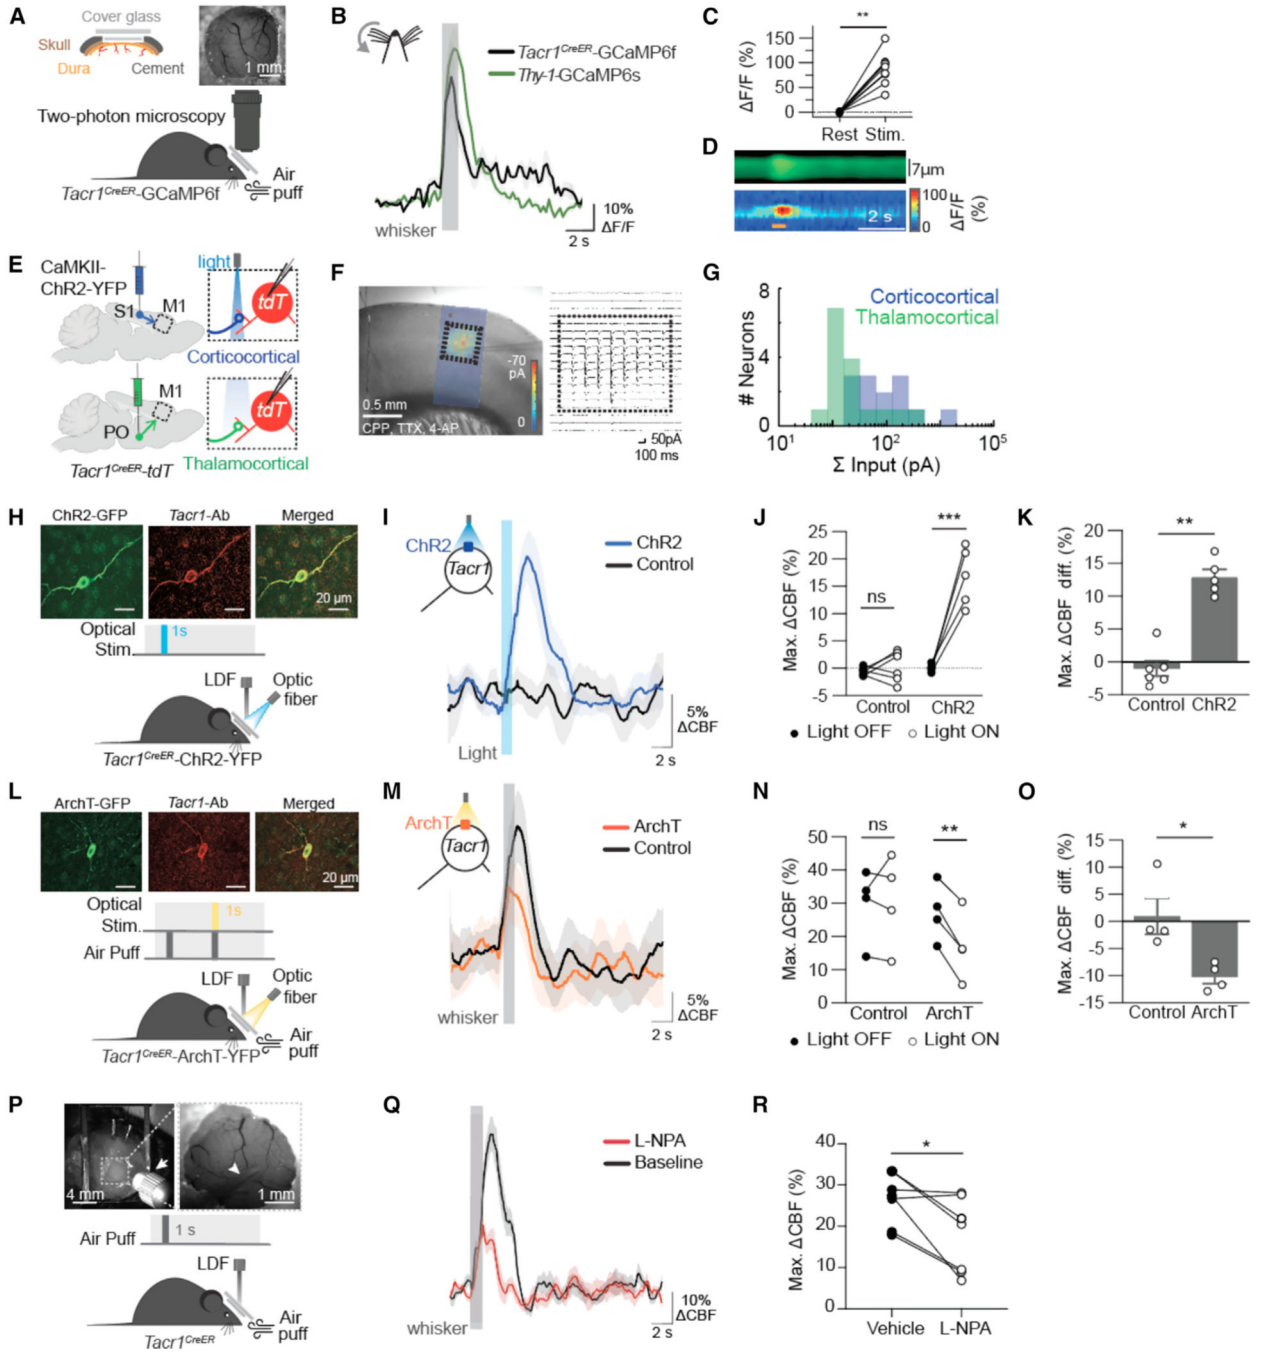 A
Cover glass
Skull
Dura
Cement
1 mm
Two-photon microscopy
Tacr1CreER-GCaMP6f
Air
puff
B
Tacr1CreER-GCaMP6f
Thy-1-GCaMP6s
whisker
10%
ΔF/F
2 s
C
**
ΔF/F (%)
150
100
50
0
Rest Stim.
D
7μm
100
0
ΔF/F
(%)
2 s
E
CaMKII-
ChR2-YFP
light
S1
M1
tdT
Corticocortical
M1
PO
tdT
Tacr1CreER-tdT
Thalamocortical
F
-70
pA
0
0.5 mm
CPP, TTX, 4-AP
50pA
100 ms
G
Corticocortical
Thalamocortical
# Neurons
8
4
0
10¹ 10² 10⁵
Σ Input (pA)
H
ChR2-GFP Tacr1-Ab Merged
20 μm
Optical
Stim.
1s
LDF
Optic
fiber
Tacr1CreER-ChR2-YFP
I
ChR2
Tacr1
ChR2
Control
Light
5%
ΔCBF
2 s
J
Max. ΔCBF (%)
25
20
15
10
5
0
-5
ns
***
Control ChR2
Light OFF Light ON
K
Max. ΔCBF diff. (%)
20
15
10
5
0
-5
**
Control ChR2
L
ArchT-GFP Tacr1-Ab Merged
20 μm
Optical
Stim.
1s
Air Puff
LDF
Optic
fiber
Air
puff
Tacr1CreER-ArchT-YFP
M
ArchT
Tacr1
ArchT
Control
whisker
5%
ΔCBF
2 s
N
Max. ΔCBF (%)
50
40
30
20
10
0
ns
**
Control ArchT
Light OFF Light ON
O
Max. ΔCBF diff. (%)
15
10
5
0
-5
-10
-15
*
Control ArchT
P
4 mm
1 mm
Air Puff
1 s
LDF
Air
puff
Tacr1CreER
Q
L-NPA
Baseline
whisker
10%
ΔCBF
2 s
R
Max. ΔCBF (%)
40
30
20
10
0
*
Vehicle L-NPA